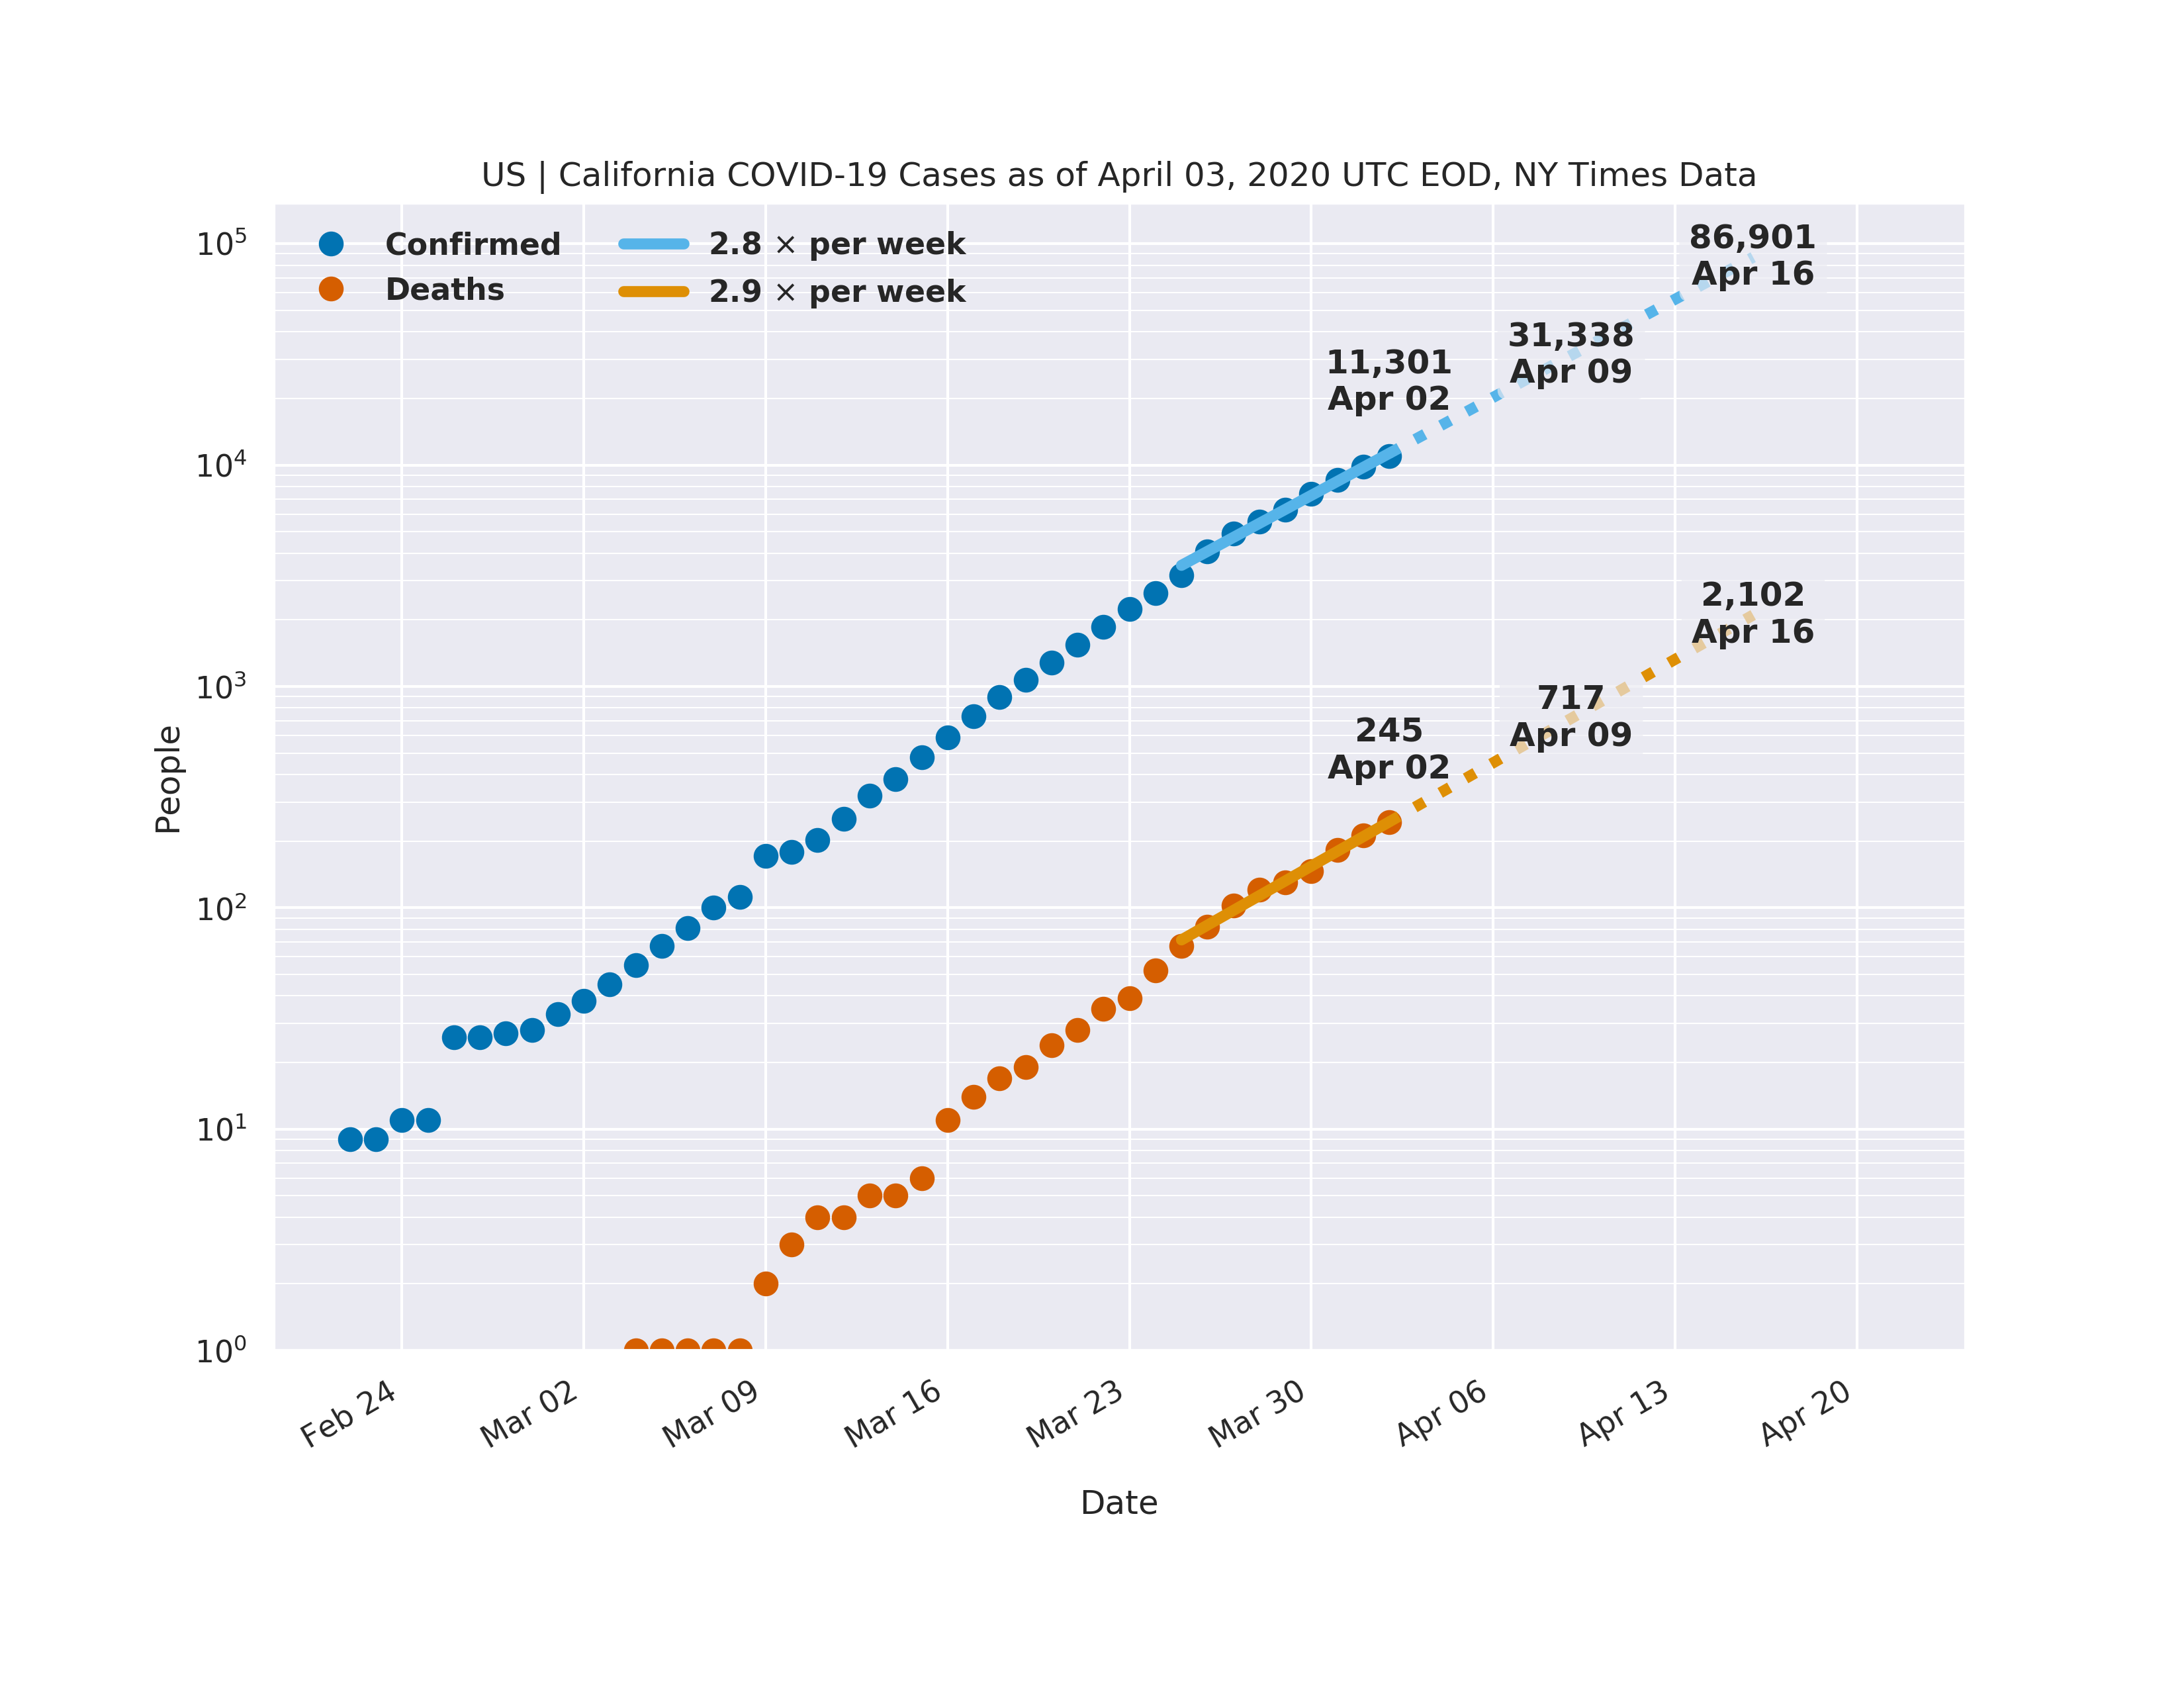 US | California COVID-19 Cases as of April 03, 2020 UTC EOD, NY Times Data
Confirmed
Deaths
2.8 × per week
2.9 × per week
86,901
Apr 16
31,338
Apr 09
11,301
Apr 02
2,102
Apr 16
717
Apr 09
245
Apr 02
People
10⁵
10⁴
10³
10²
10¹
10⁰
Feb 24
Mar 02
Mar 09
Mar 16
Mar 23
Mar 30
Apr 06
Apr 13
Apr 20
Date